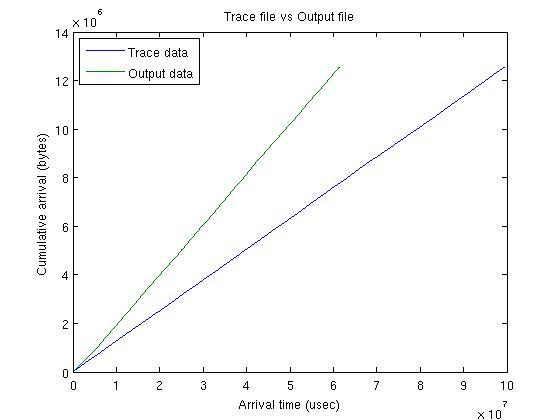 Trace file vs Output file
× 10^6
14
12
10
8
6
4
2
0
Cumulative arrival (bytes)
Trace data
Output data
0 1 2 3 4 5 6 7 8 9 10
× 10^7
Arrival time (usec)